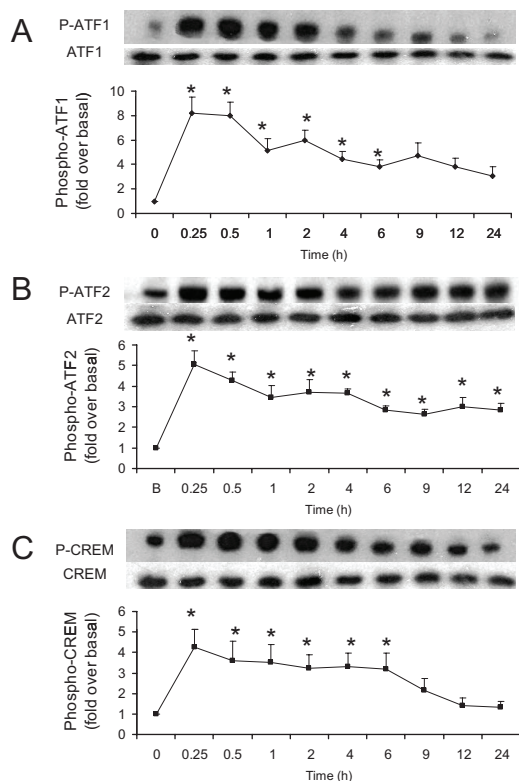 A
P-ATF1
ATF1
Phospho-ATF1
(fold over basal)
10
8
6
4
2
0
* * * * * *
0 0.25 0.5 1 2 4 6 9 12 24
Time (h)
B
P-ATF2
ATF2
Phospho-ATF2
(fold over basal)
6
5
4
3
2
1
0
* * * * * * * * *
B 0.25 0.5 1 2 4 6 9 12 24
Time (h)
C
P-CREM
CREM
Phospho-CREM
(fold over basal)
6
5
4
3
2
1
0
* * * * * *
0 0.25 0.5 1 2 4 6 9 12 24
Time (h)